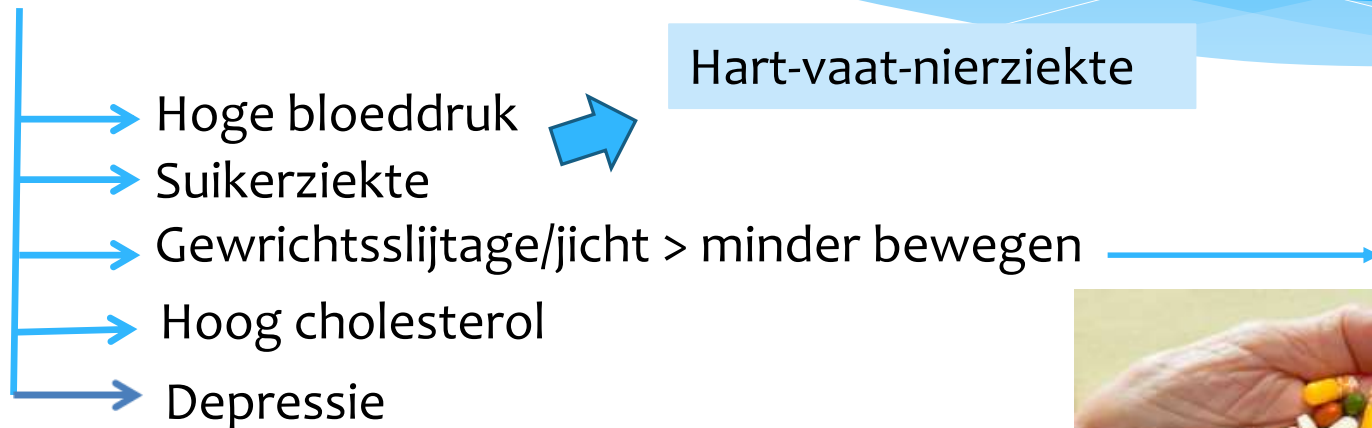 Hart-vaat-nierziekte
Hoge bloeddruk
Suikerziekte
Gewrichtsslijtage/jicht > minder bewegen
Hoog cholesterol
Depressie